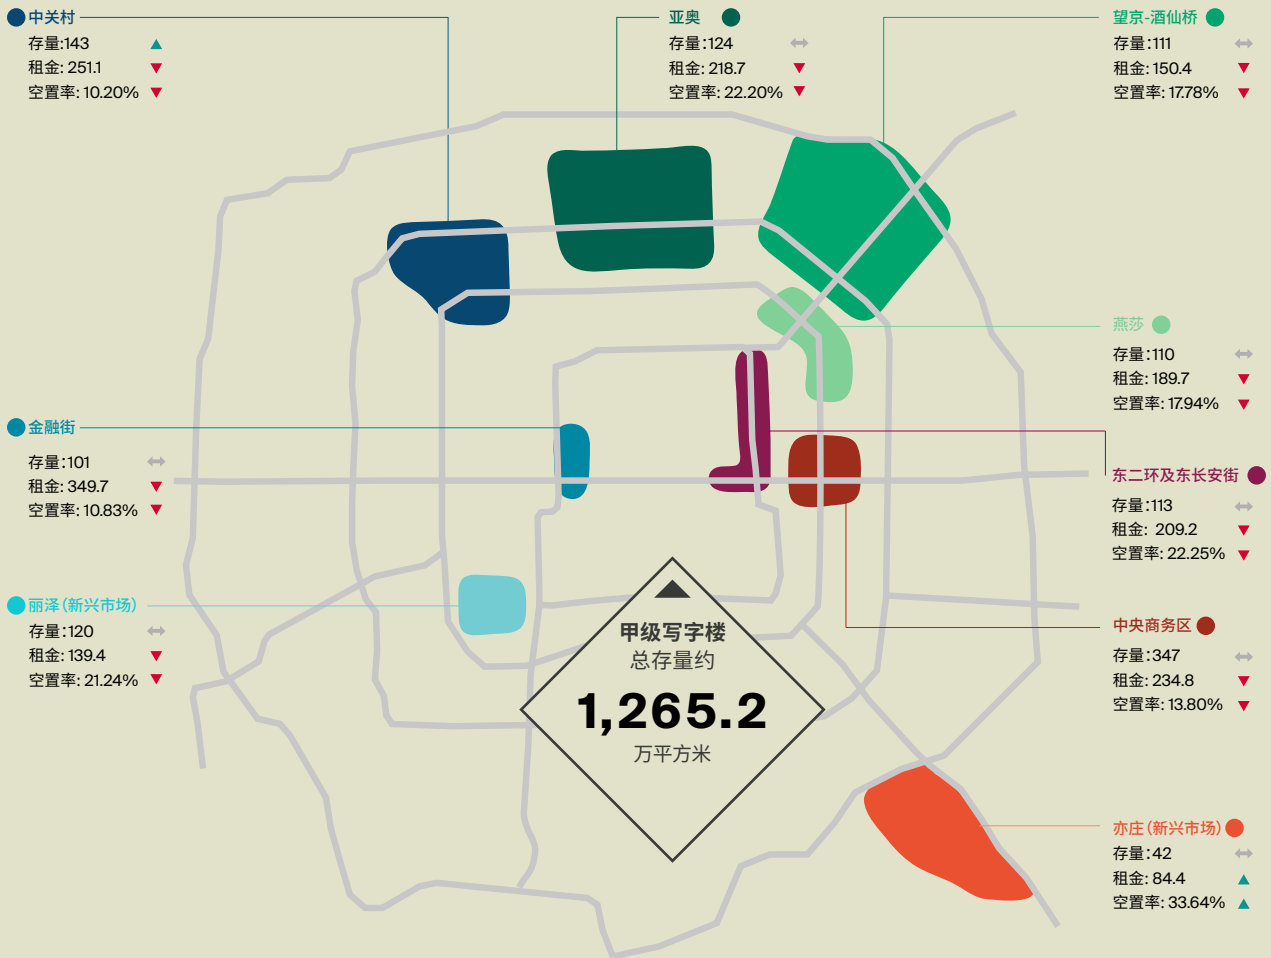 中关村
存量:143
租金: 251.1
空置率: 10.20%
亚奥
存量:124
租金: 218.7
空置率: 22.20%
望京-酒仙桥
存量:111
租金: 150.4
空置率: 17.78%
燕莎
存量:110
租金: 189.7
空置率: 17.94%
金融街
存量:101
租金: 349.7
空置率: 10.83%
东二环及东长安街
存量:113
租金: 209.2
空置率: 22.25%
丽泽(新兴市场)
存量:120
租金: 139.4
空置率: 21.24%
中央商务区
存量:347
租金: 234.8
空置率: 13.80%
甲级写字楼
总存量约
1,265.2
万平方米
亦庄(新兴市场)
存量:42
租金: 84.4
空置率: 33.64%